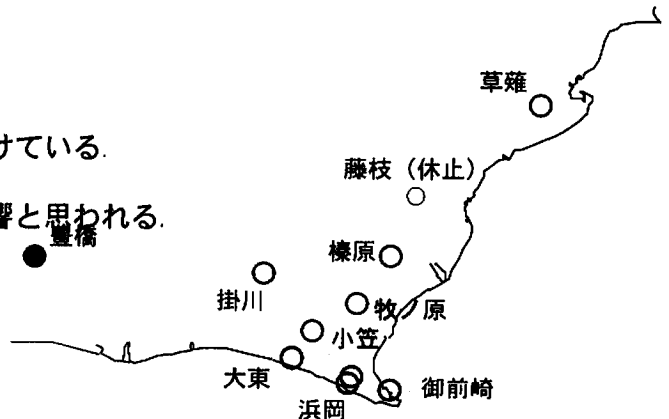 草薙
けている.
藤枝（休止）
響と思われる.
豊橋
榛原
掛川
牧ノ原
小笠
大東
御前崎
浜岡